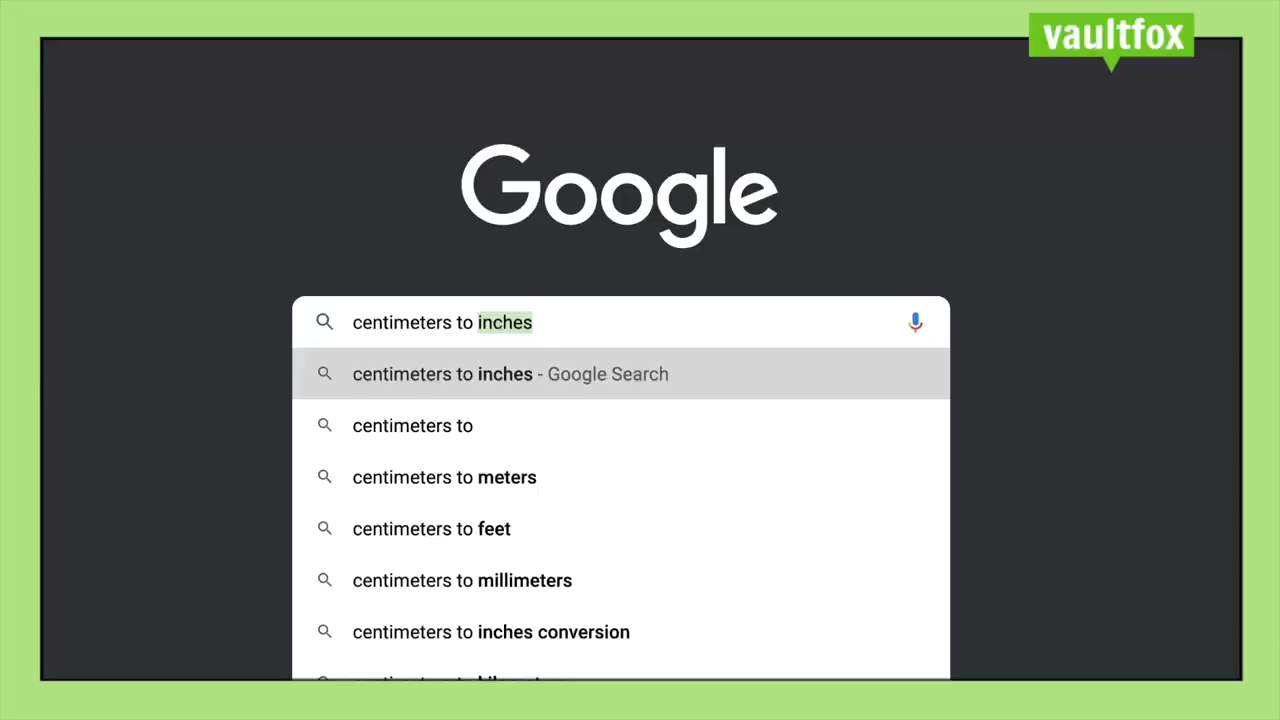 vaultfox
Google
centimeters to inches
centimeters to inches - Google Search
centimeters to
centimeters to meters
centimeters to feet
centimeters to millimeters
centimeters to inches conversion